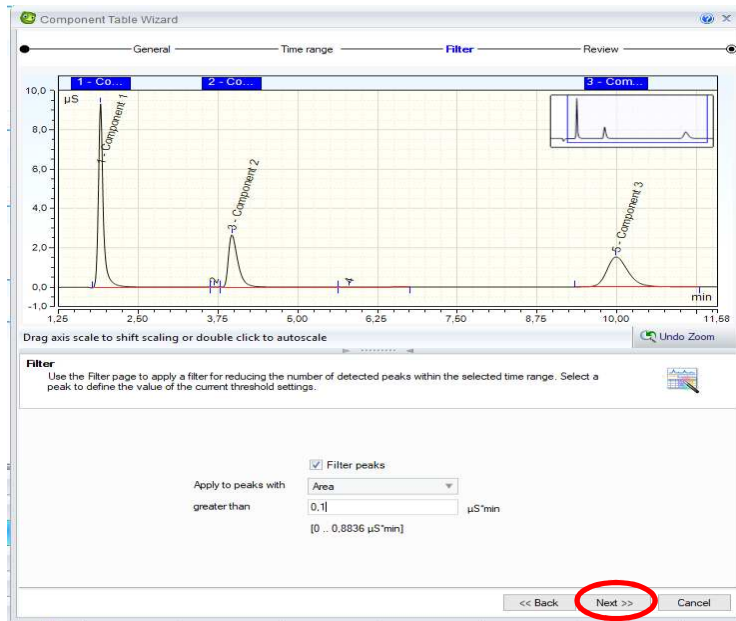 Component Table Wizard
General Time range Filter Review
1 - Co... 2 - Co... 3 - Com...
10,0
µS
8,0
6,0
4,0
2,0
0,0
-1,0
1 - Component 1
2
3 - Component 2
4
5 - Component 3
min
1,25 2,50 3,75 5,00 6,25 7,50 8,75 10,00 11,68
Drag axis scale to shift scaling or double click to autoscale Undo Zoom
Filter
Use the Filter page to apply a filter for reducing the number of detected peaks within the selected time range. Select a
peak to define the value of the current threshold settings.
Filter peaks
Apply to peaks with Area
greater than 0,1 µS*min
[0 .. 0,8836 µS*min]
<< Back Next >> Cancel